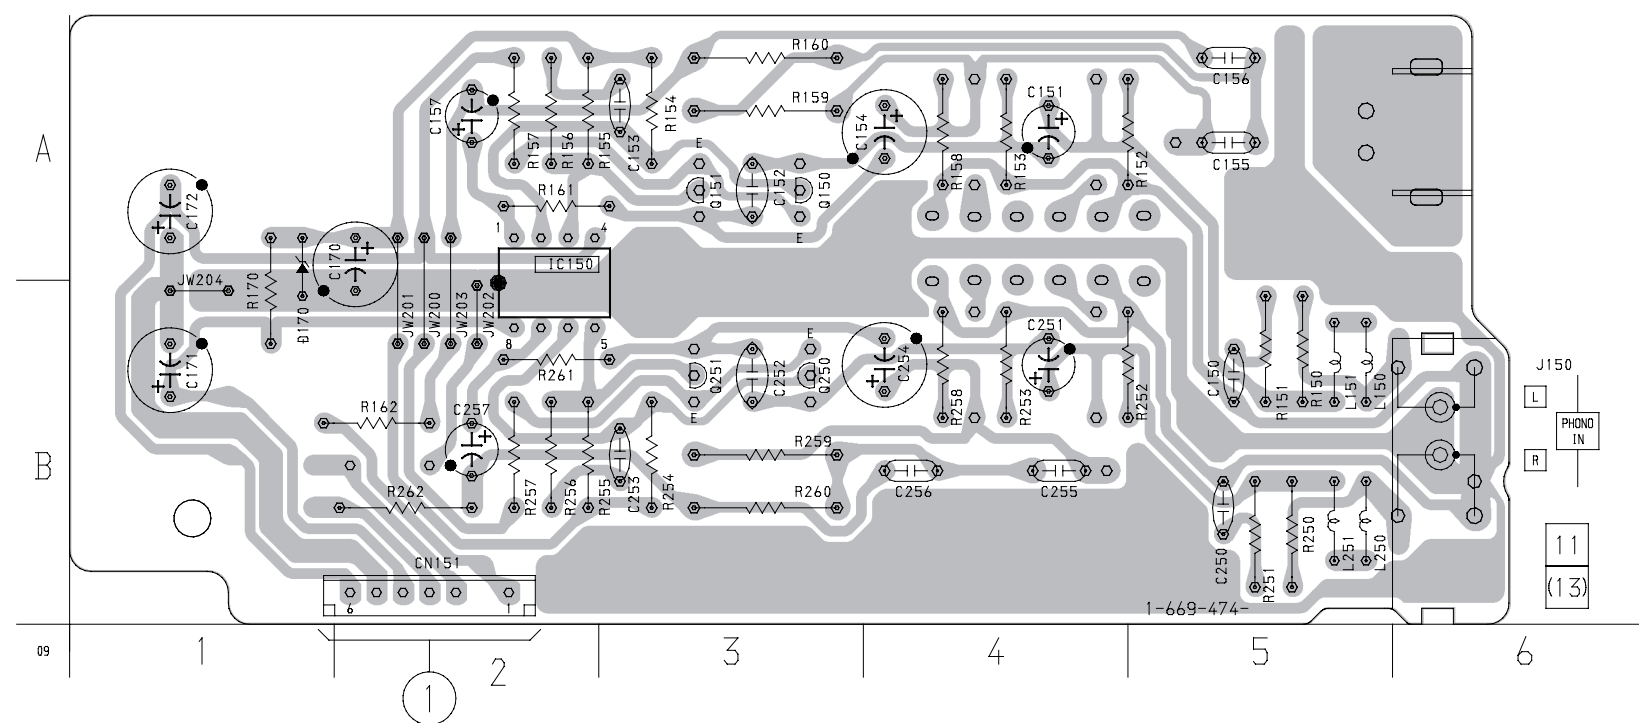 R160
C156
C157
R157
R156
R155
C153
R154
R159
C154
R158
R153
C151
R152
C155
A
C172
R161
E
Q151
C152
Q150
E
1
4
IC150
JW204
R170
D170
C170
JW201
JW200
JW203
JW202
8
5
R261
C171
Q251
C252
E
Q250
E
C254
R258
R253
C251
R252
C150
R151
R150
L151
L150
J150
L
PHONO
IN
R
R162
C257
B
R262
R257
R256
R255
C253
R254
R259
R260
C256
C255
C250
R251
R250
L251
L250
CN151
6
1
1-669-474-
11
(13)
09
1
2
3
4
5
6
1